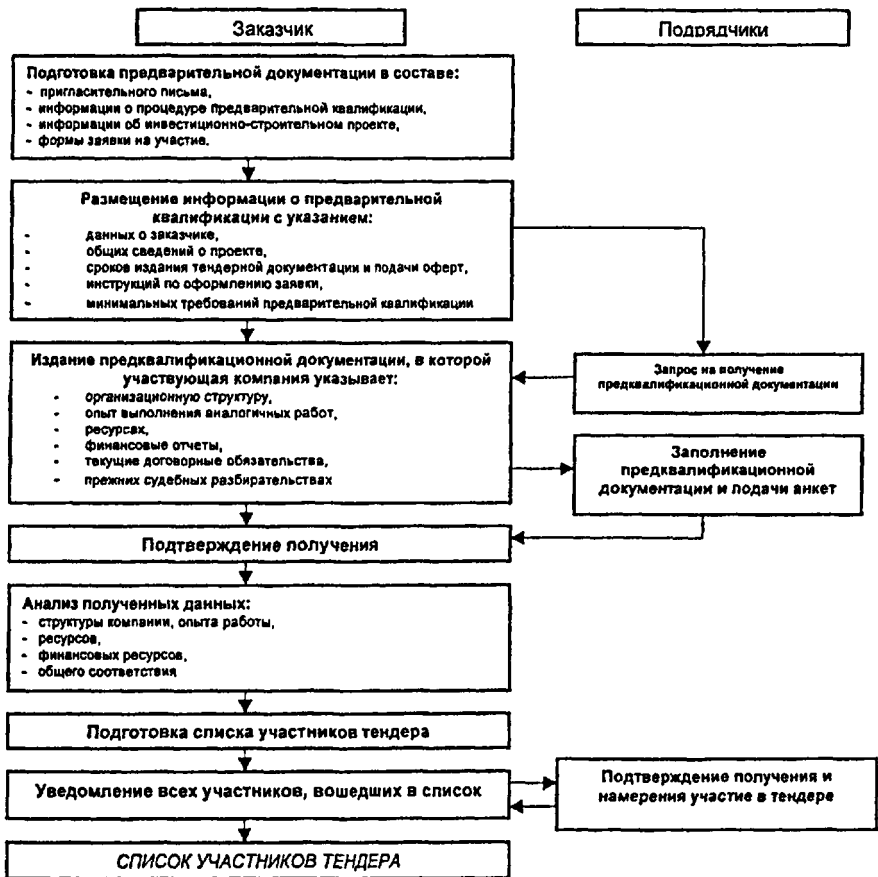 Заказчик
Подрядчики
Подготовка предварительной документации в составе:
- пригласительного письма,
- информации о процедуре предварительной квалификации,
- информации об инвестиционно-строительном проекте,
- формы заявки на участие.
Размещение информации о предварительной
квалификации с указанием:
- данных о заказчике,
- общих сведений о проекте,
- сроков издания тендерной документации и подачи оферт,
- инструкций по оформлению заявки,
- минимальных требований предварительной квалификации
Издание предквалификационной документации, в которой
участвующая компания указывает:
- организационную структуру,
- опыт выполнения аналогичных работ,
- ресурсах,
- финансовые отчеты,
- текущие договорные обязательства,
- прежних судебных разбирательствах
Запрос на получение
предквалификационной документации
Заполнение
предквалификационной
документации и подачи анкет
Подтверждение получения
Анализ полученных данных:
- структуры компании, опыта работы,
- ресурсов,
- финансовых ресурсов,
- общего соответствия
Подготовка списка участников тендера
Уведомление всех участников, вошедших в список
Подтверждение получения и
намерения участие в тендере
СПИСОК УЧАСТНИКОВ ТЕНДЕРА